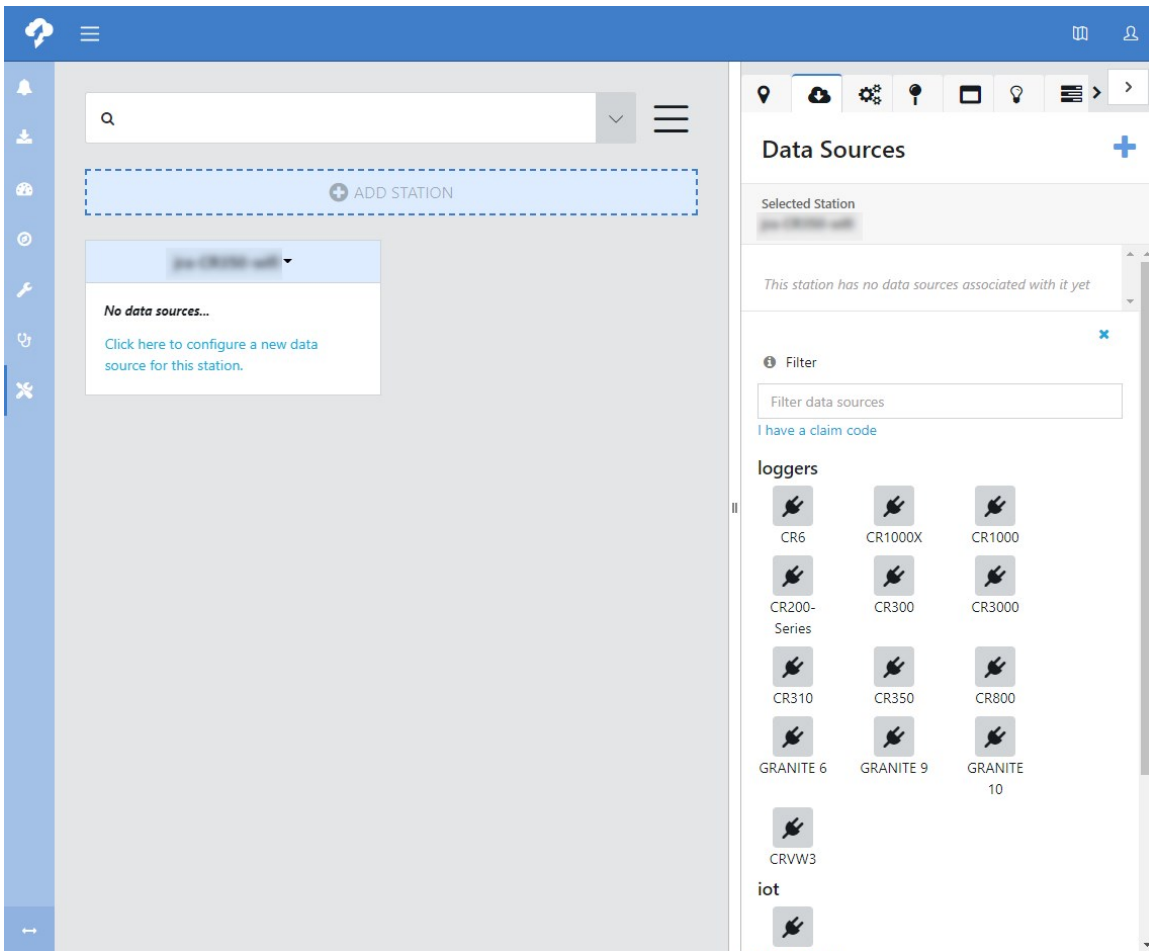 ADD STATION
No data sources...
Click here to configure a new data
source for this station.
Data Sources
Selected Station
This station has no data sources associated with it yet
Filter
Filter data sources
I have a claim code
loggers
CR6
CR1000X
CR1000
CR200-
Series
CR300
CR3000
CR310
CR350
CR800
GRANITE 6
GRANITE 9
GRANITE
10
CRVW3
iot